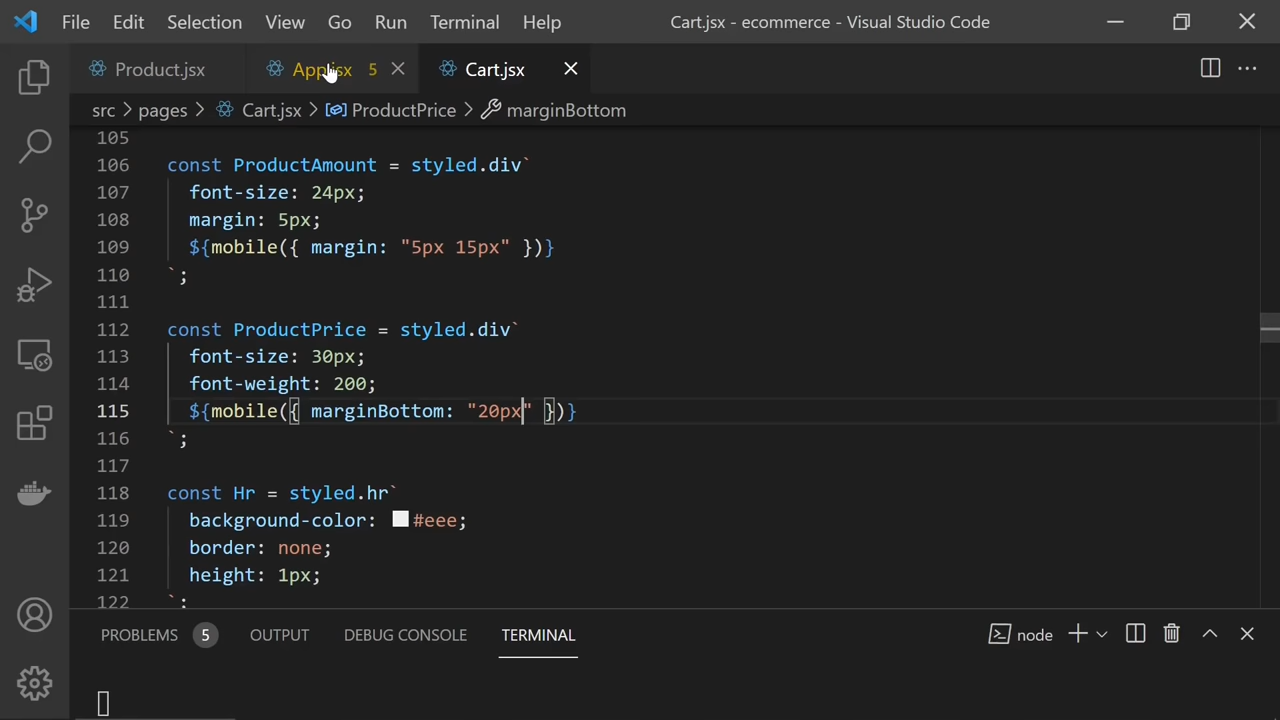 File Edit Selection View Go Run Terminal Help Cart.jsx - ecommerce - Visual Studio Code
Product.jsx App.jsx 5 Cart.jsx
src > pages > Cart.jsx > ProductPrice > marginBottom
105
106 const ProductAmount = styled.div`
107 font-size: 24px;
108 margin: 5px;
109 ${mobile({ margin: "5px 15px" })}
110 `;
111
112 const ProductPrice = styled.div`
113 font-size: 30px;
114 font-weight: 200;
115 ${mobile({ marginBottom: "20px" })}
116 `;
117
118 const Hr = styled.hr`
119 background-color: #eee;
120 border: none;
121 height: 1px;
122 `;
PROBLEMS 5 OUTPUT DEBUG CONSOLE TERMINAL node